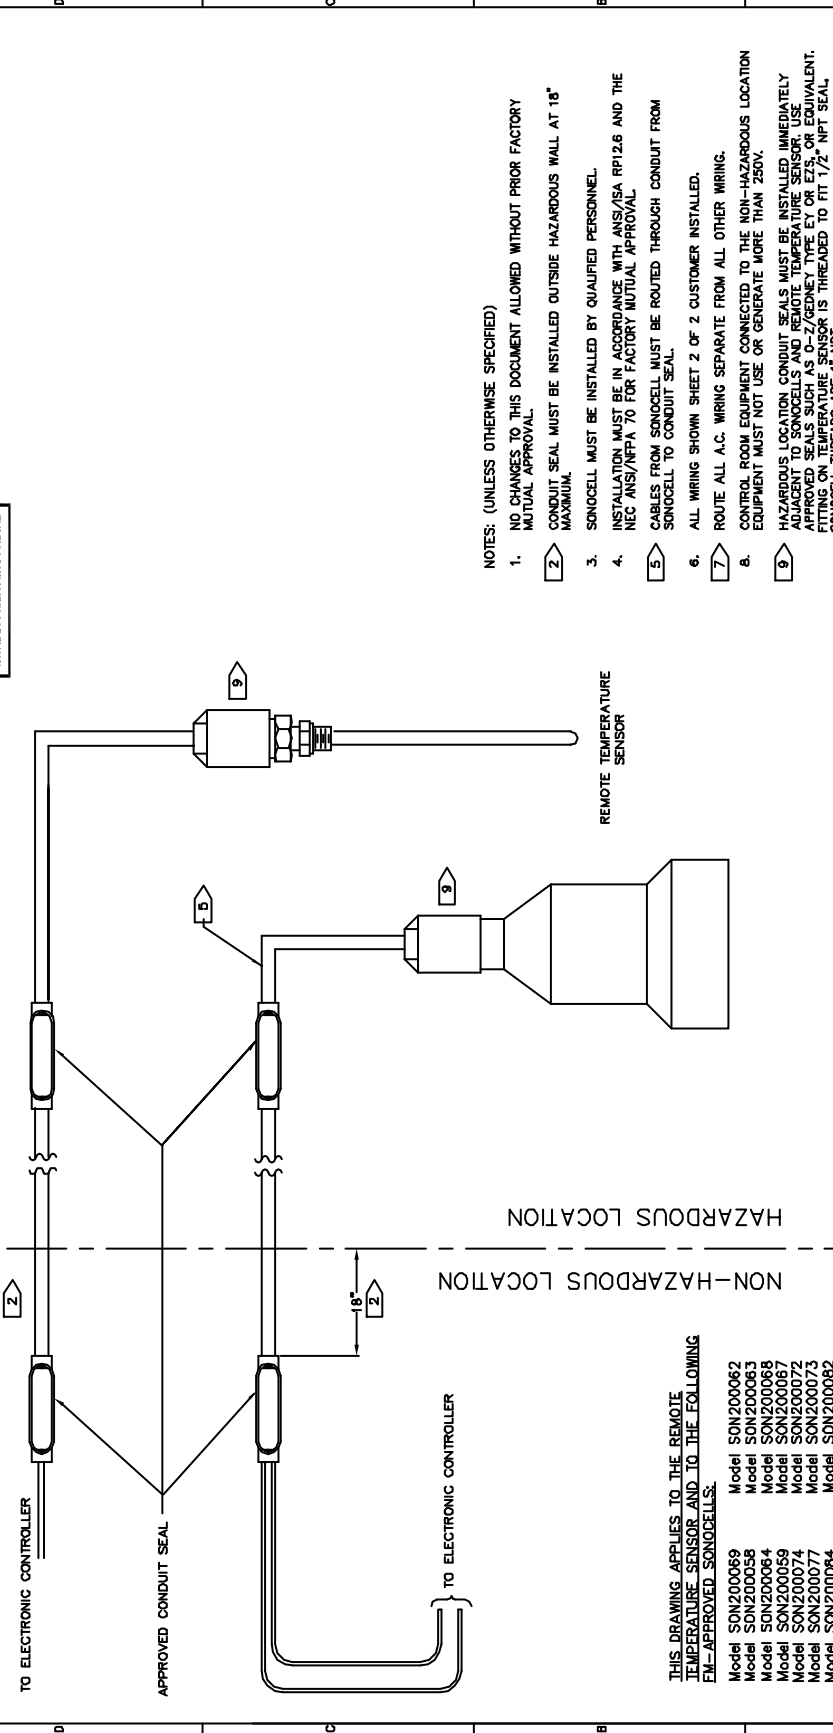 D
C
B
TO ELECTRONIC CONTROLLER
APPROVED CONDUIT SEAL
2
5
9
REMOTE TEMPERATURE
SENSOR
9
18"
2
TO ELECTRONIC CONTROLLER
NON-HAZARDOUS LOCATION
HAZARDOUS LOCATION
THIS DRAWING APPLIES TO THE REMOTE
TEMPERATURE SENSOR AND TO THE FOLLOWING
FM-APPROVED SONOCELLS:
Model SON200069 Model SON200062
Model SON200058 Model SON200063
Model SON200064 Model SON200068
Model SON200059 Model SON200067
Model SON200074 Model SON200072
Model SON200077 Model SON200073
Model SON200084 Model SON200082
NOTES: (UNLESS OTHERWISE SPECIFIED)
1. NO CHANGES TO THIS DOCUMENT ALLOWED WITHOUT PRIOR FACTORY
MUTUAL APPROVAL.
2 CONDUIT SEAL MUST BE INSTALLED OUTSIDE HAZARDOUS WALL AT 18"
MAXIMUM.
3. SONOCELL MUST BE INSTALLED BY QUALIFIED PERSONNEL.
4. INSTALLATION MUST BE IN ACCORDANCE WITH ANSI/ISA RP12.6 AND THE
NEC ANSI/NFPA 70 FOR FACTORY MUTUAL APPROVAL.
5 CABLES FROM SONOCELL MUST BE ROUTED THROUGH CONDUIT FROM
SONOCELL TO CONDUIT SEAL.
6. ALL WIRING SHOWN SHEET 2 OF 2 CUSTOMER INSTALLED.
7 ROUTE ALL A.C. WIRING SEPARATE FROM ALL OTHER WIRING.
8. CONTROL ROOM EQUIPMENT CONNECTED TO THE NON-HAZARDOUS LOCATION
EQUIPMENT MUST NOT USE OR GENERATE MORE THAN 250V.
9 HAZARDOUS LOCATION CONDUIT SEALS MUST BE INSTALLED IMMEDIATELY
ADJACENT TO SONOCELLS AND REMOTE TEMPERATURE SENSOR. USE
APPROVED SEALS SUCH AS O-Z/GEDNEY TYPE EY OR EZS, OR EQUIVALENT.
FITTING ON TEMPERATURE SENSOR IS THREADED TO FIT 1/2" NPT SEAL,
D
C
B